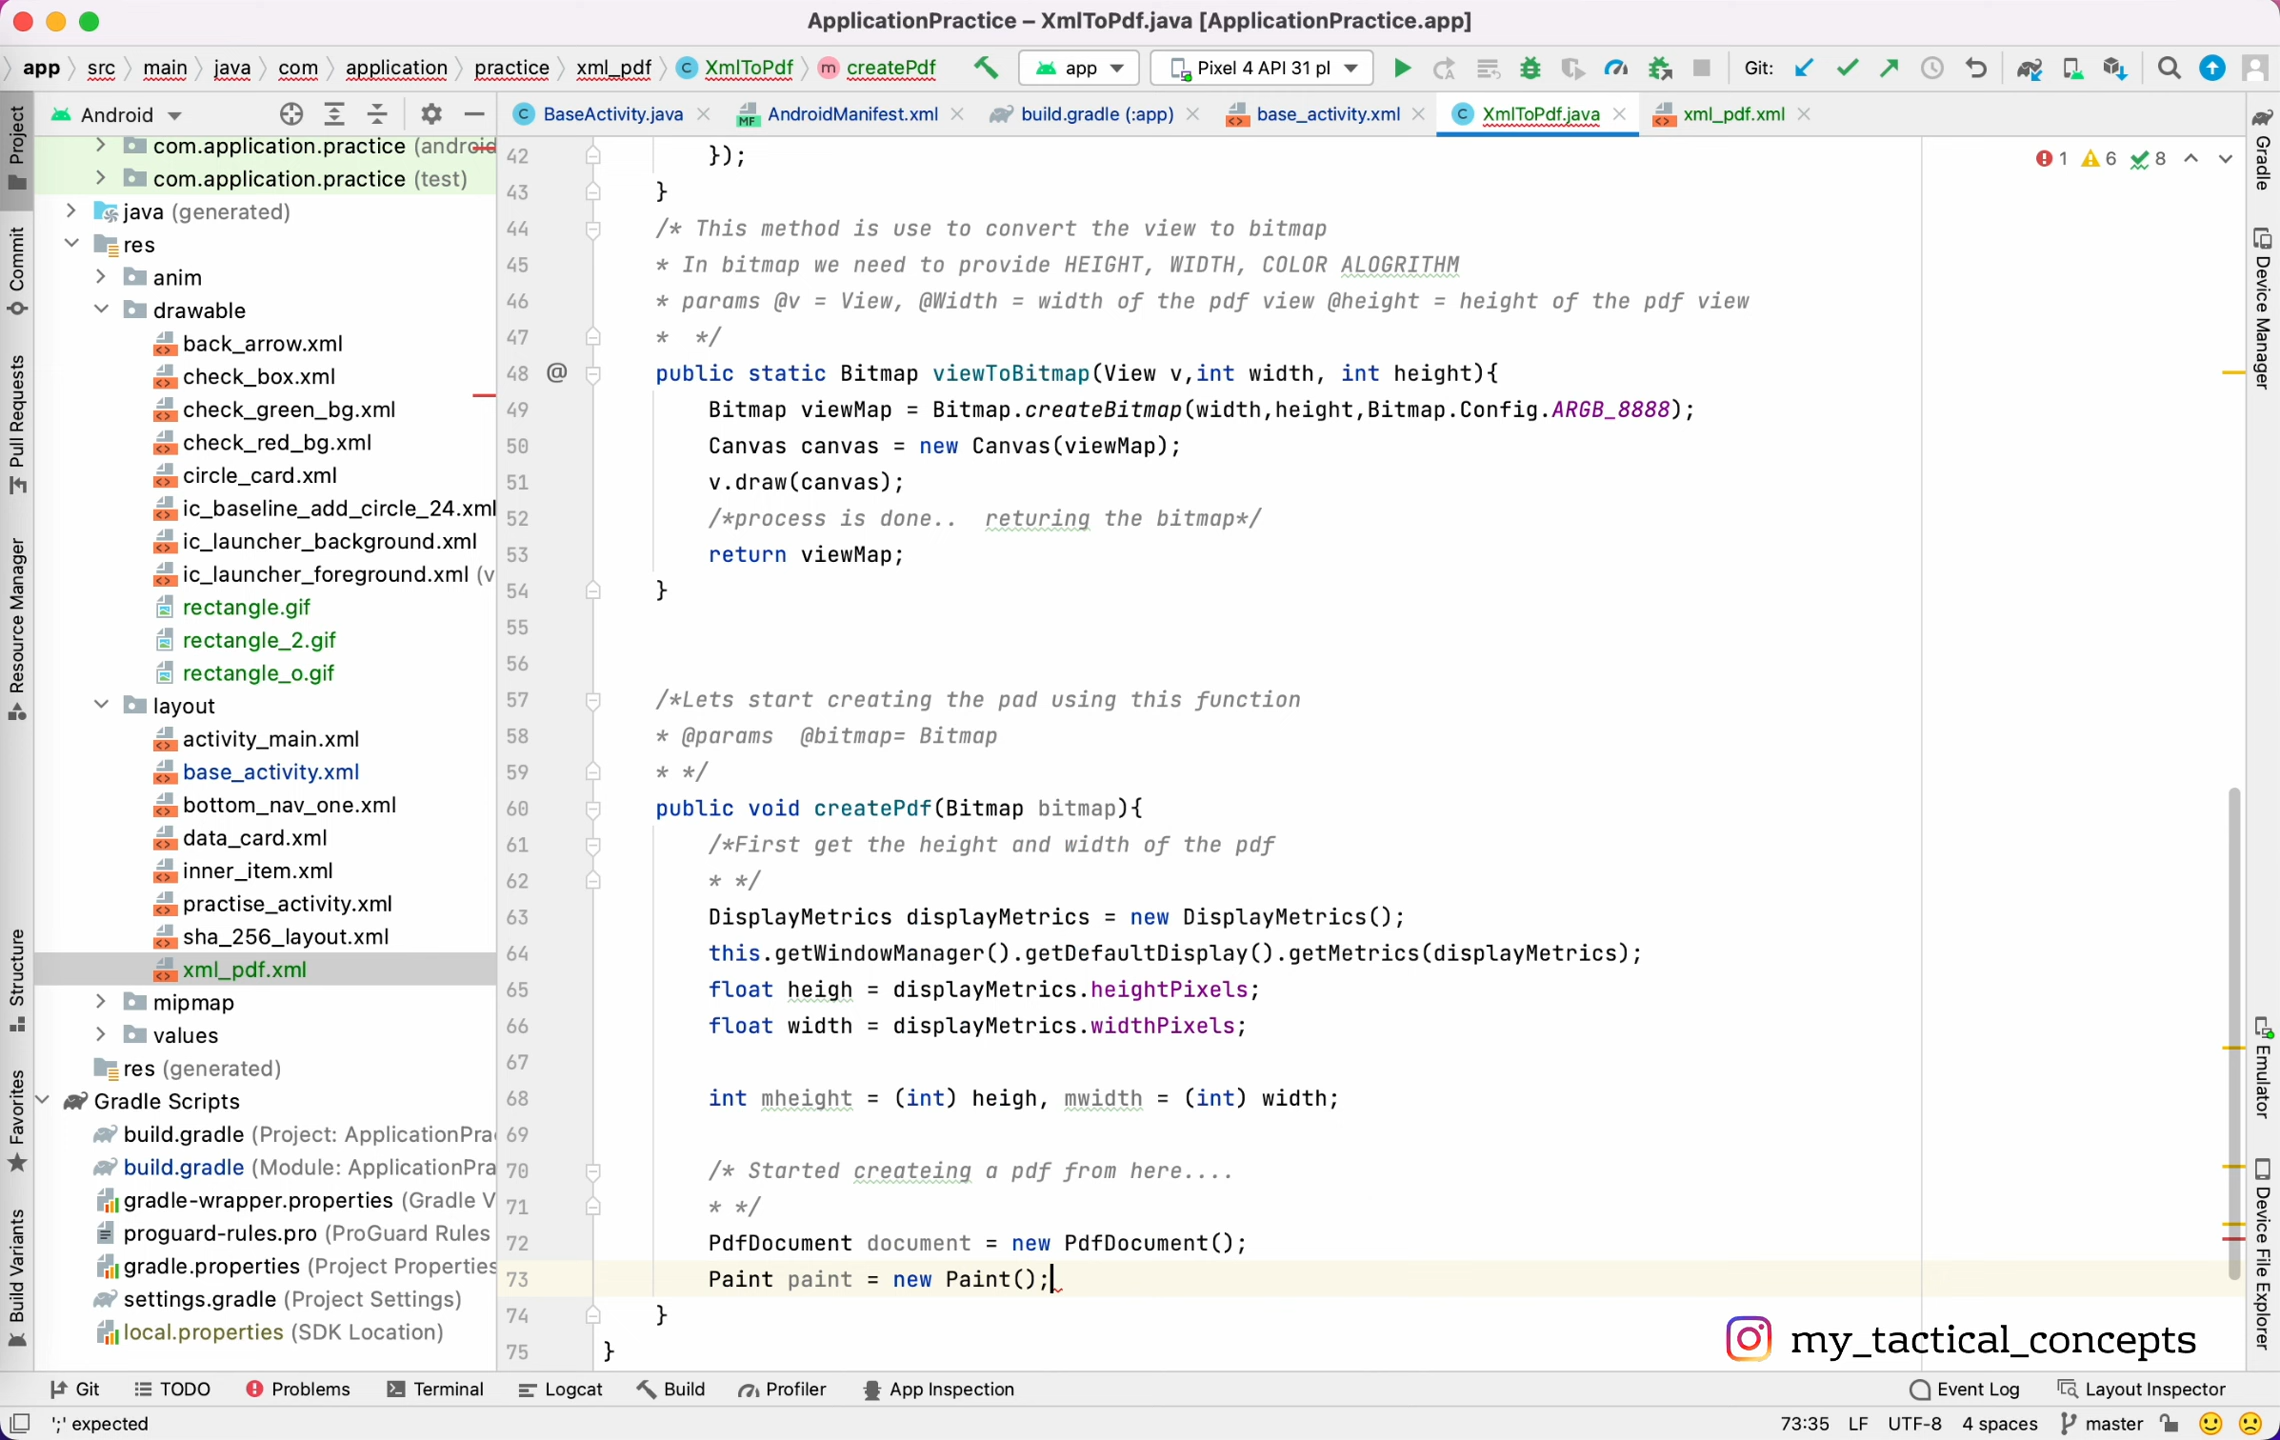 ApplicationPractice – XmlToPdf.java [ApplicationPractice.app]
app src main java com application practice xml_pdf XmlToPdf createPdf app Pixel 4 API 31 pl Git:
Android
BaseActivity.java AndroidManifest.xml build.gradle (:app) base_activity.xml XmlToPdf.java xml_pdf.xml
Project
Commit
Pull Requests
Resource Manager
Structure
Favorites
Build Variants
com.application.practice (android
com.application.practice (test)
java (generated)
res
anim
drawable
back_arrow.xml
check_box.xml
check_green_bg.xml
check_red_bg.xml
circle_card.xml
ic_baseline_add_circle_24.xml
ic_launcher_background.xml
ic_launcher_foreground.xml (v
rectangle.gif
rectangle_2.gif
rectangle_o.gif
layout
activity_main.xml
base_activity.xml
bottom_nav_one.xml
data_card.xml
inner_item.xml
practise_activity.xml
sha_256_layout.xml
xml_pdf.xml
mipmap
values
res (generated)
Gradle Scripts
build.gradle (Project: ApplicationPra
build.gradle (Module: ApplicationPra
gradle-wrapper.properties (Gradle V
proguard-rules.pro (ProGuard Rules
gradle.properties (Project Properties
settings.gradle (Project Settings)
local.properties (SDK Location)
1 6 8
42 });
43 }
44 /* This method is use to convert the view to bitmap
45 * In bitmap we need to provide HEIGHT, WIDTH, COLOR ALOGRITHM
46 * params @v = View, @Width = width of the pdf view @height = height of the pdf view
47 * */
48 @ public static Bitmap viewToBitmap(View v,int width, int height){
49 Bitmap viewMap = Bitmap.createBitmap(width,height,Bitmap.Config.ARGB_8888);
50 Canvas canvas = new Canvas(viewMap);
51 v.draw(canvas);
52 /*process is done.. returing the bitmap*/
53 return viewMap;
54 }
55
56
57 /*Lets start creating the pad using this function
58 * @params @bitmap= Bitmap
59 * */
60 public void createPdf(Bitmap bitmap){
61 /*First get the height and width of the pdf
62 * */
63 DisplayMetrics displayMetrics = new DisplayMetrics();
64 this.getWindowManager().getDefaultDisplay().getMetrics(displayMetrics);
65 float heigh = displayMetrics.heightPixels;
66 float width = displayMetrics.widthPixels;
67
68 int mheight = (int) heigh, mwidth = (int) width;
69
70 /* Started createing a pdf from here....
71 * */
72 PdfDocument document = new PdfDocument();
73 Paint paint = new Paint();
74 }
75 }
Gradle
Device Manager
Emulator
Device File Explorer
my_tactical_concepts
Git TODO Problems Terminal Logcat Build Profiler App Inspection Event Log Layout Inspector
';' expected 73:35 LF UTF-8 4 spaces master